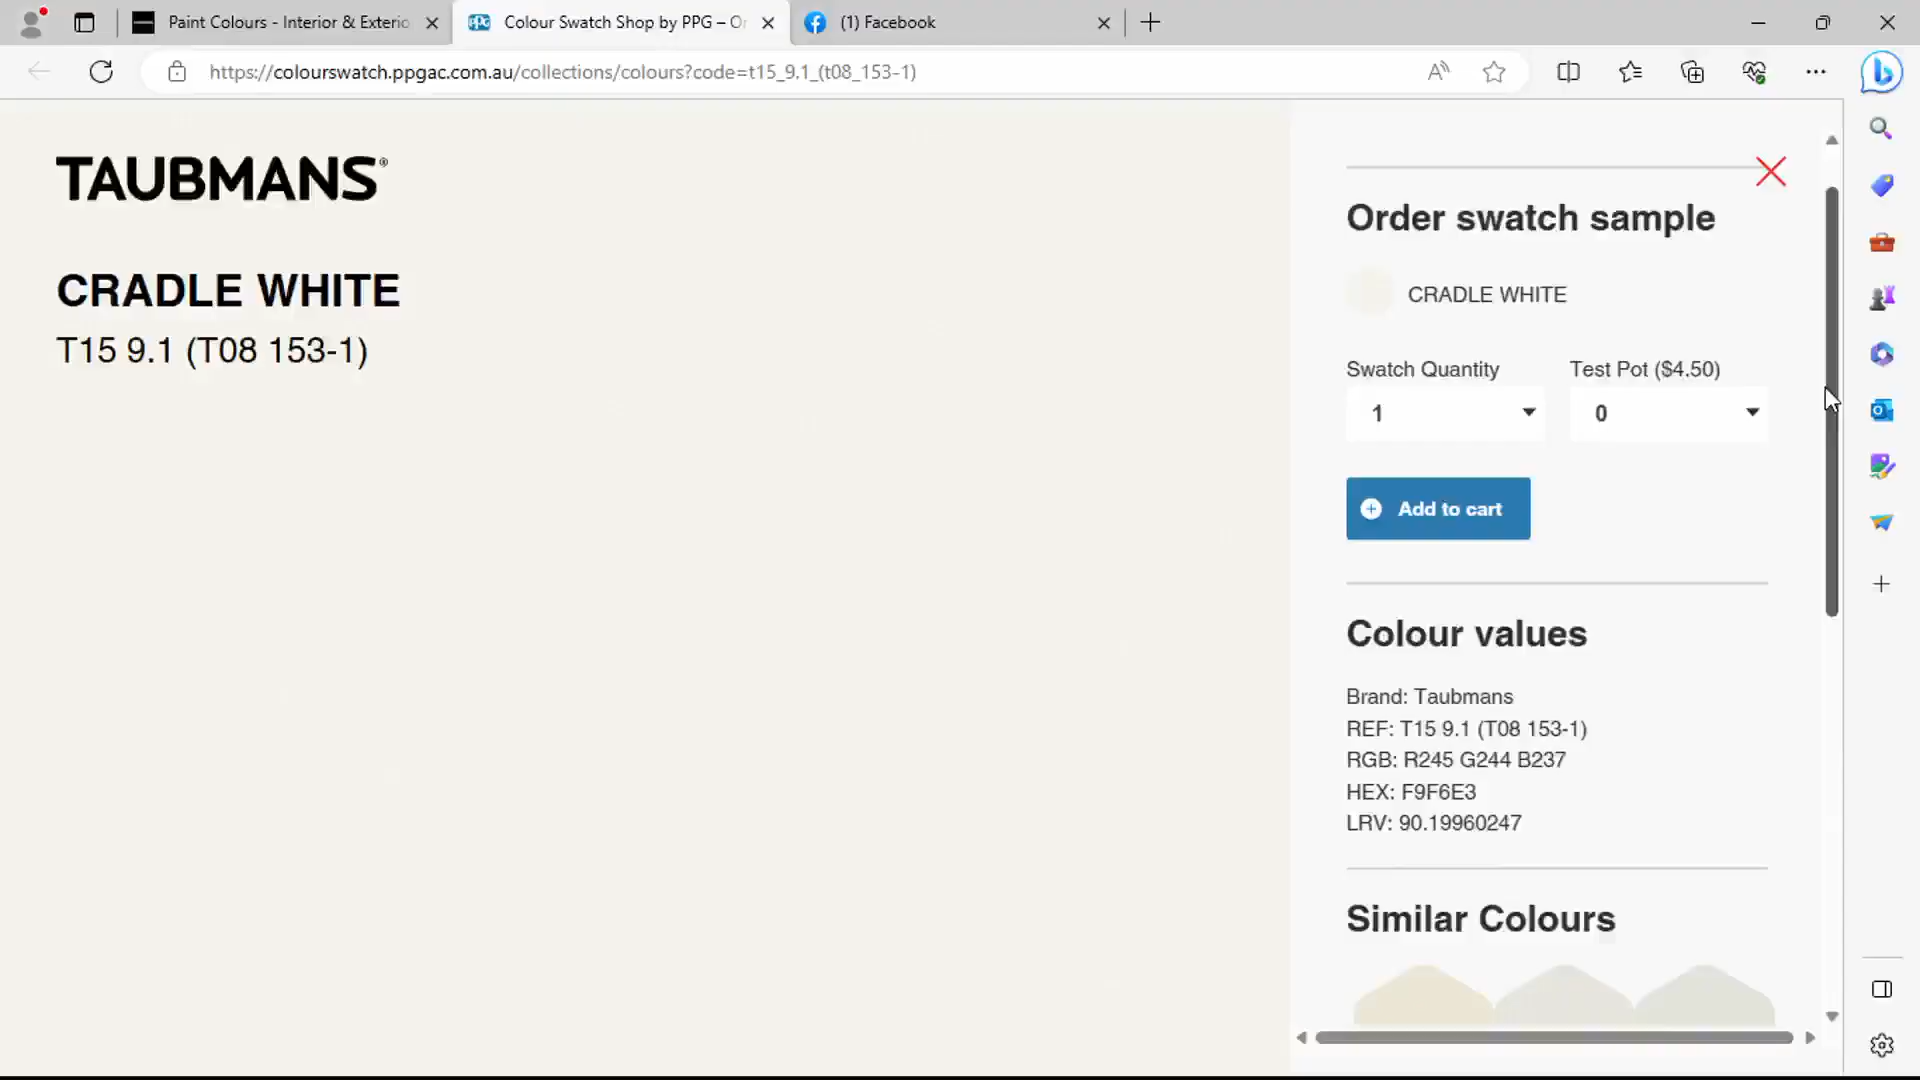 Paint Colours - Interior & Exterio
Colour Swatch Shop by PPG – Or
(1) Facebook
https://colourswatch.ppgac.com.au/collections/colours?code=t15_9.1_(t08_153-1)
TAUBMANS®
CRADLE WHITE
T15 9.1 (T08 153-1)
Order swatch sample
CRADLE WHITE
Swatch Quantity Test Pot ($4.50)
1 0
Add to cart
Colour values
Brand: Taubmans
REF: T15 9.1 (T08 153-1)
RGB: R245 G244 B237
HEX: F9F6E3
LRV: 90.19960247
Similar Colours